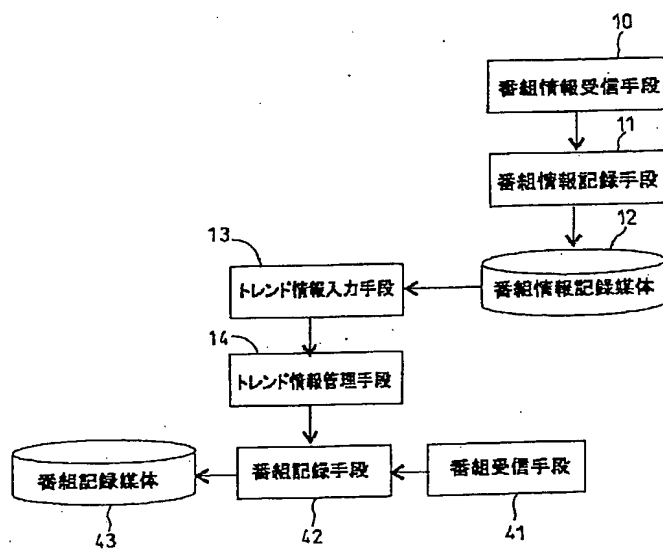 10
番組情報受信手段
11
番組情報記録手段
12
番組情報記録媒体
13
トレンド情報入力手段
14
トレンド情報管理手段
番組記録媒体
43
番組記録手段
42
番組受信手段
41